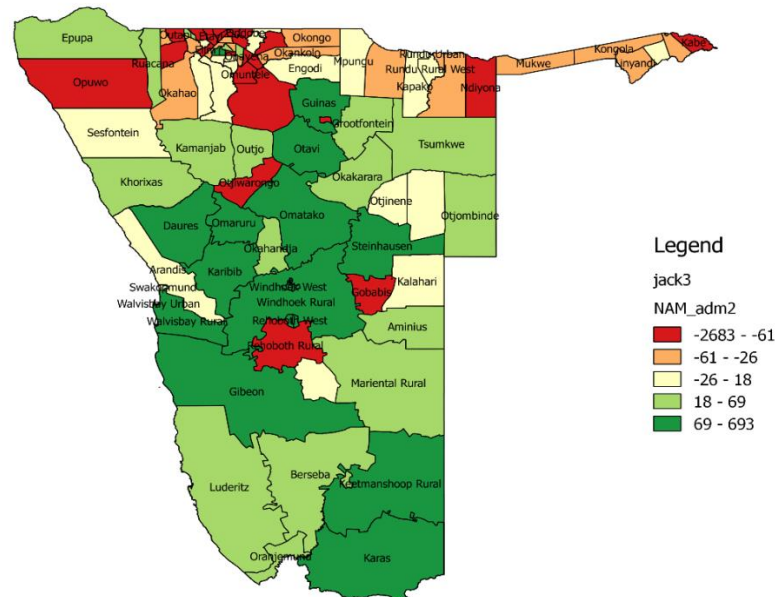 Epupa
Ruacana
Opuwo
Okahao
Omuntele
Okongo
Okankolo
Engodi
Mpungu
Rundu Urban
Rundu Rural West
Kapako
Ndiyona
Mukwe
Kongola
Linyandi
Kabe
Sesfontein
Guinas
Grootfontein
Kamanjab
Outjo
Otavi
Tsumkwe
Khorixas
Otjiwarongo
Okakarara
Otjinene
Otjombinde
Daures
Omaruru
Omatako
Okahandja
Steinhausen
Arandis
Karibib
Swakopmund
Walvisbay Urban
Walvisbay Rural
Windhoek West
Windhoek Rural
Gobabis
Kalahari
Rehoboth West
Rehoboth Rural
Aminius
Gibeon
Mariental Rural
Luderitz
Berseba
Keetmanshoop Rural
Oranjemund
Karas
Legend
jack3
NAM_adm2
-2683 - -61
-61 - -26
-26 - 18
18 - 69
69 - 693